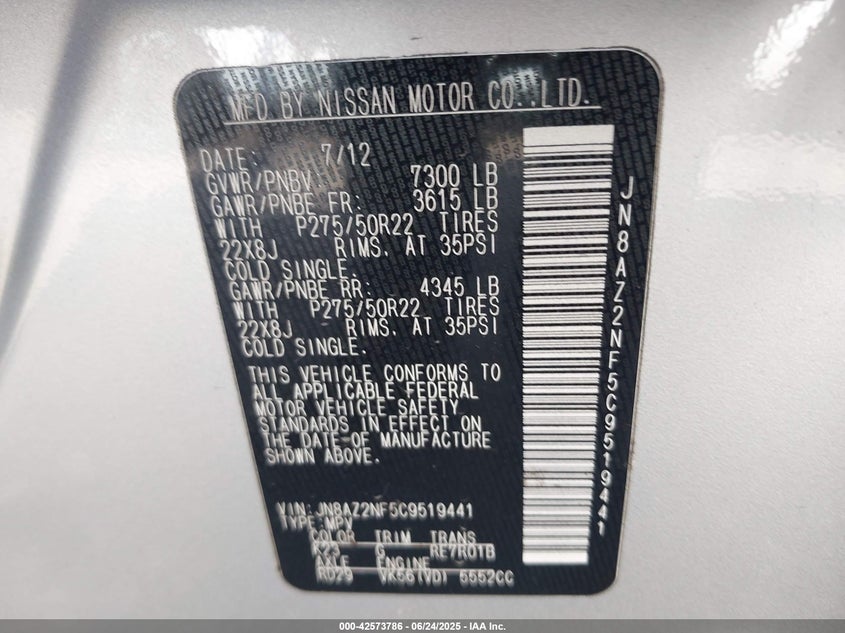 MFD BY NISSAN MOTOR CO.,LTD.
DATE: 7/12
GVWR/PNBV: 7300 LB
GAWR/PNBE FR: 3615 LB
WITH P275/50R22 TIRES
22X8J RIMS, AT 35PSI
COLD SINGLE.
GAWR/PNBE RR: 4345 LB
WITH P275/50R22 TIRES
22X8J RIMS, AT 35PSI
COLD SINGLE.
THIS VEHICLE CONFORMS TO
ALL APPLICABLE FEDERAL
MOTOR VEHICLE SAFETY
STANDARDS IN EFFECT ON
THE DATE OF MANUFACTURE
SHOWN ABOVE.
VIN:JN8AZ2NF5C9519441
TYPE:MPV
COLOR TRIM TRANS
K23 G RE7R01B
AXLE ENGINE
RD29 VK56(VD) 5552CC
JN8AZ2NF5C9519441
000-42573786 - 06/24/2025 - IAA Inc.